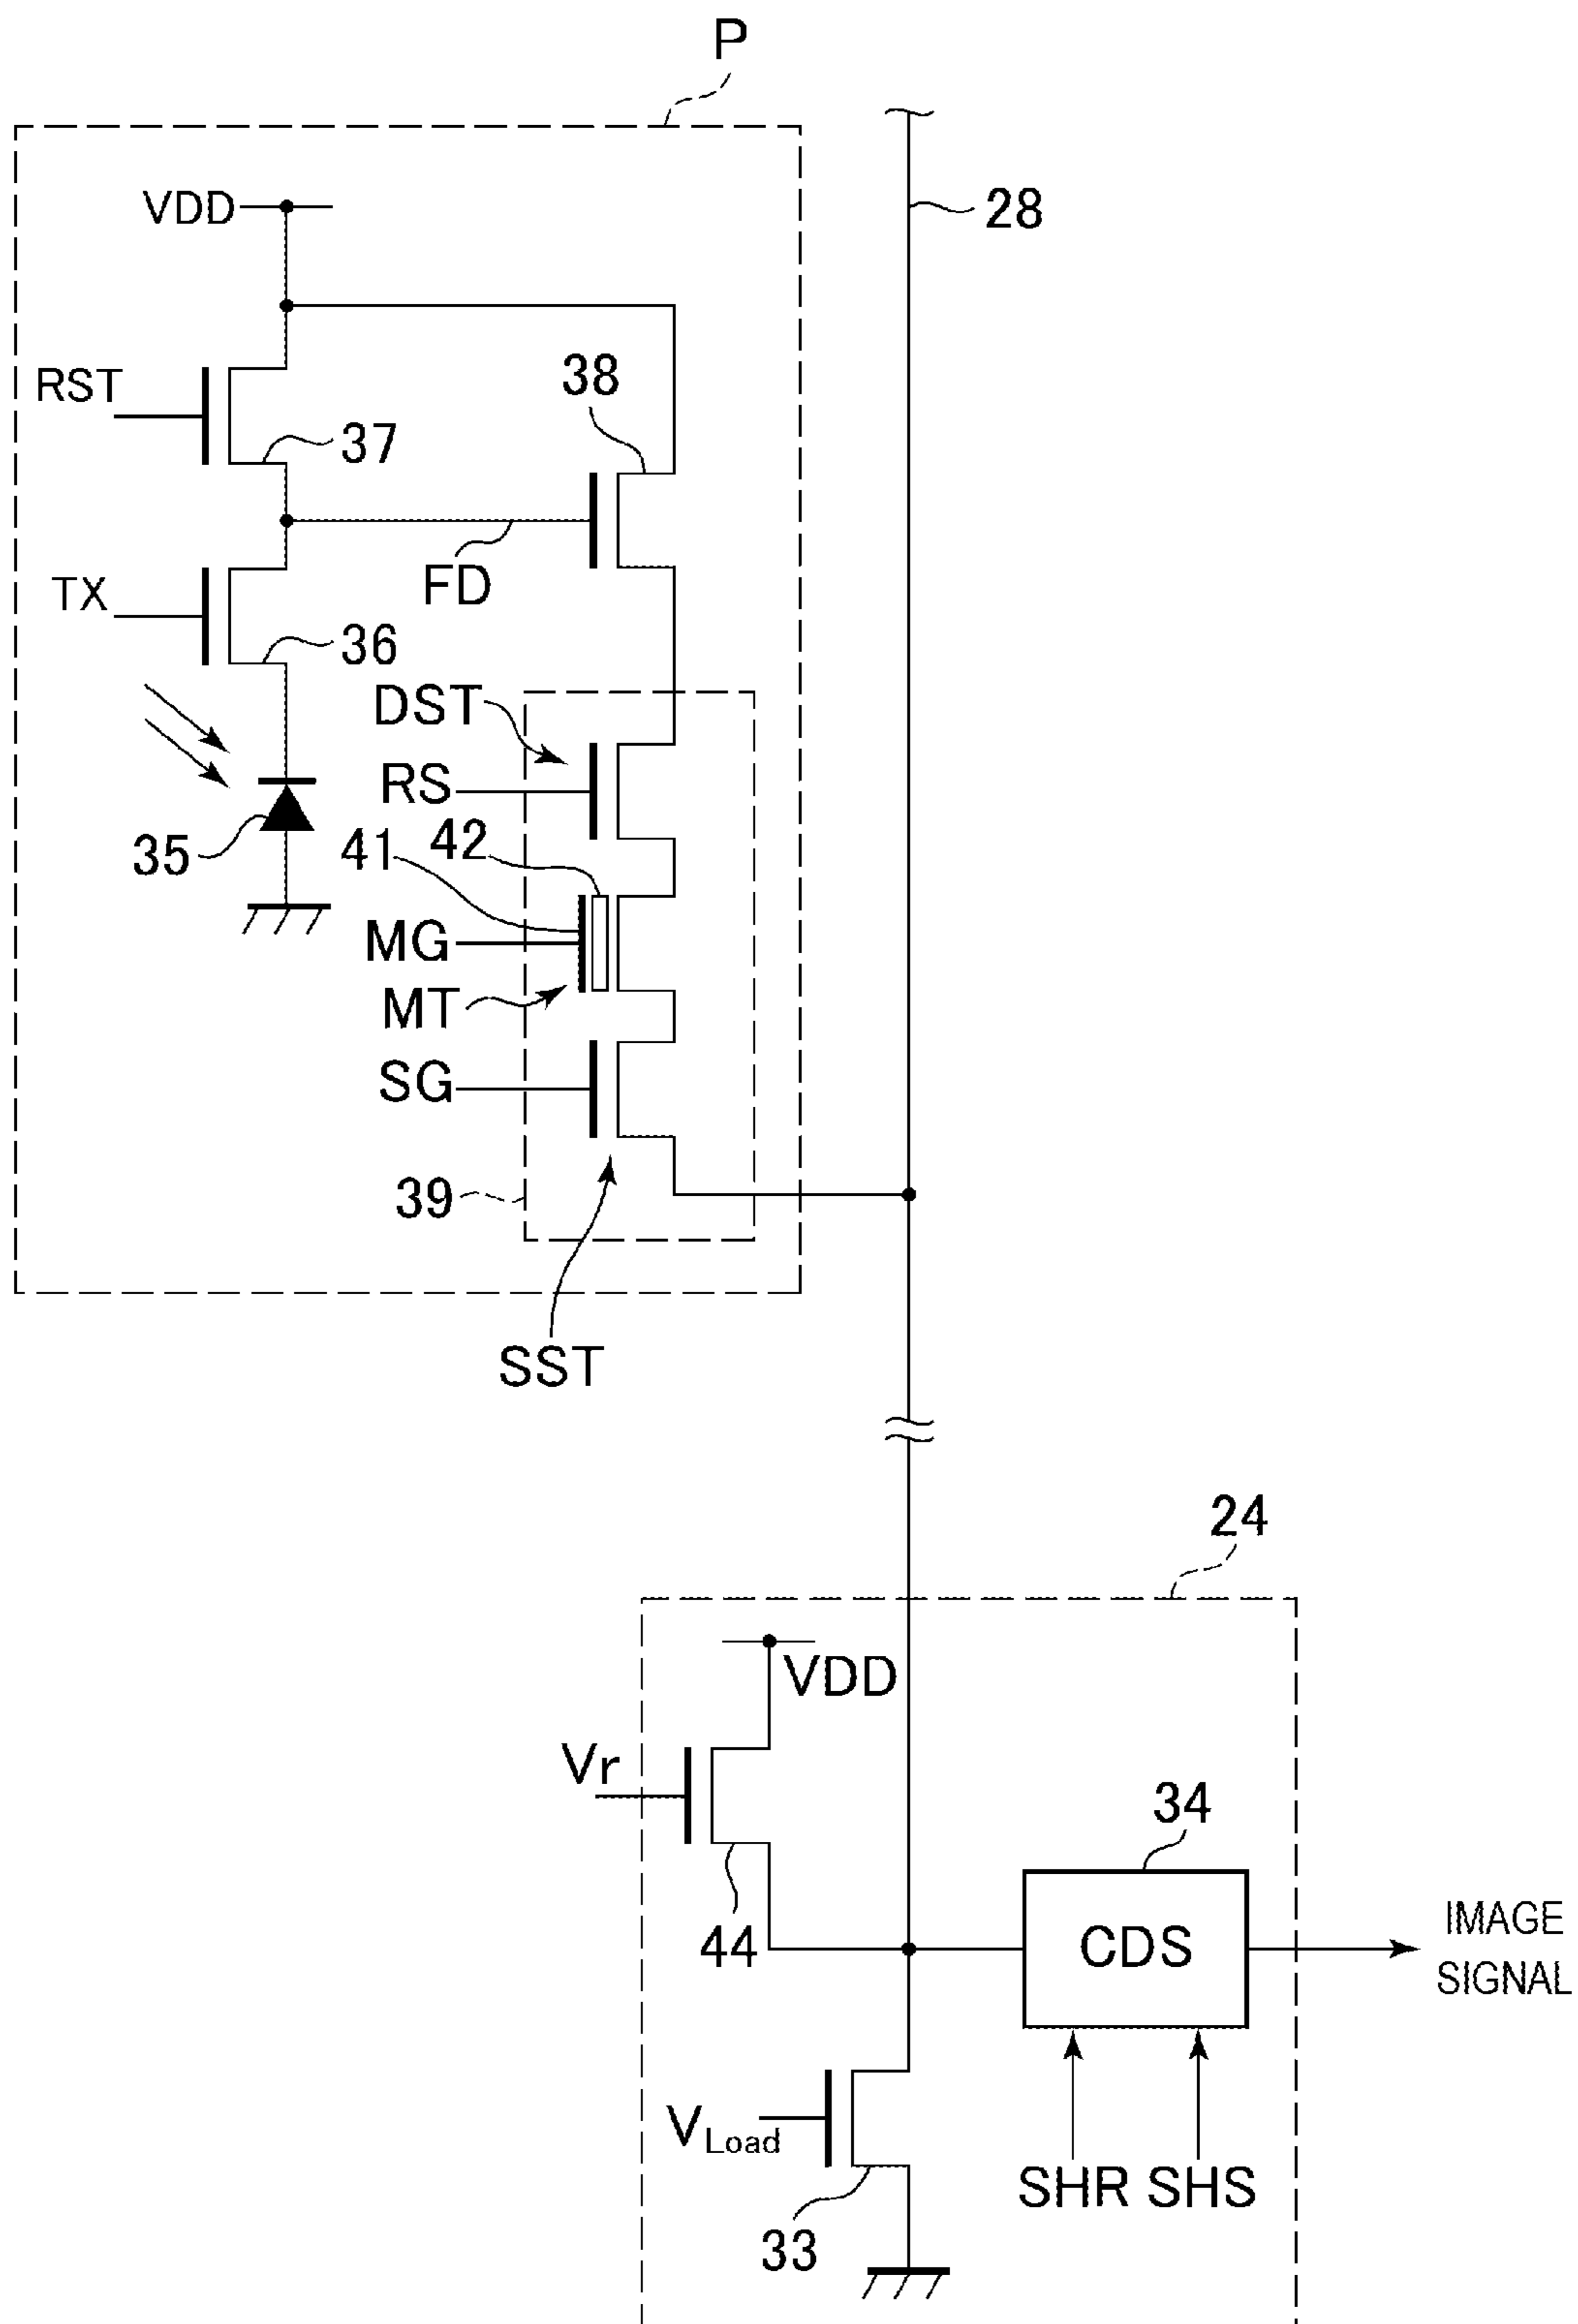 P
VDD
28
38
RST
37
FD
TX
36
DST
RS
42
41
35
MG
MT
SG
39
SST
24
VDD
Vr
34
44
CDS
IMAGE
SIGNAL
VLoad
SHR SHS
33